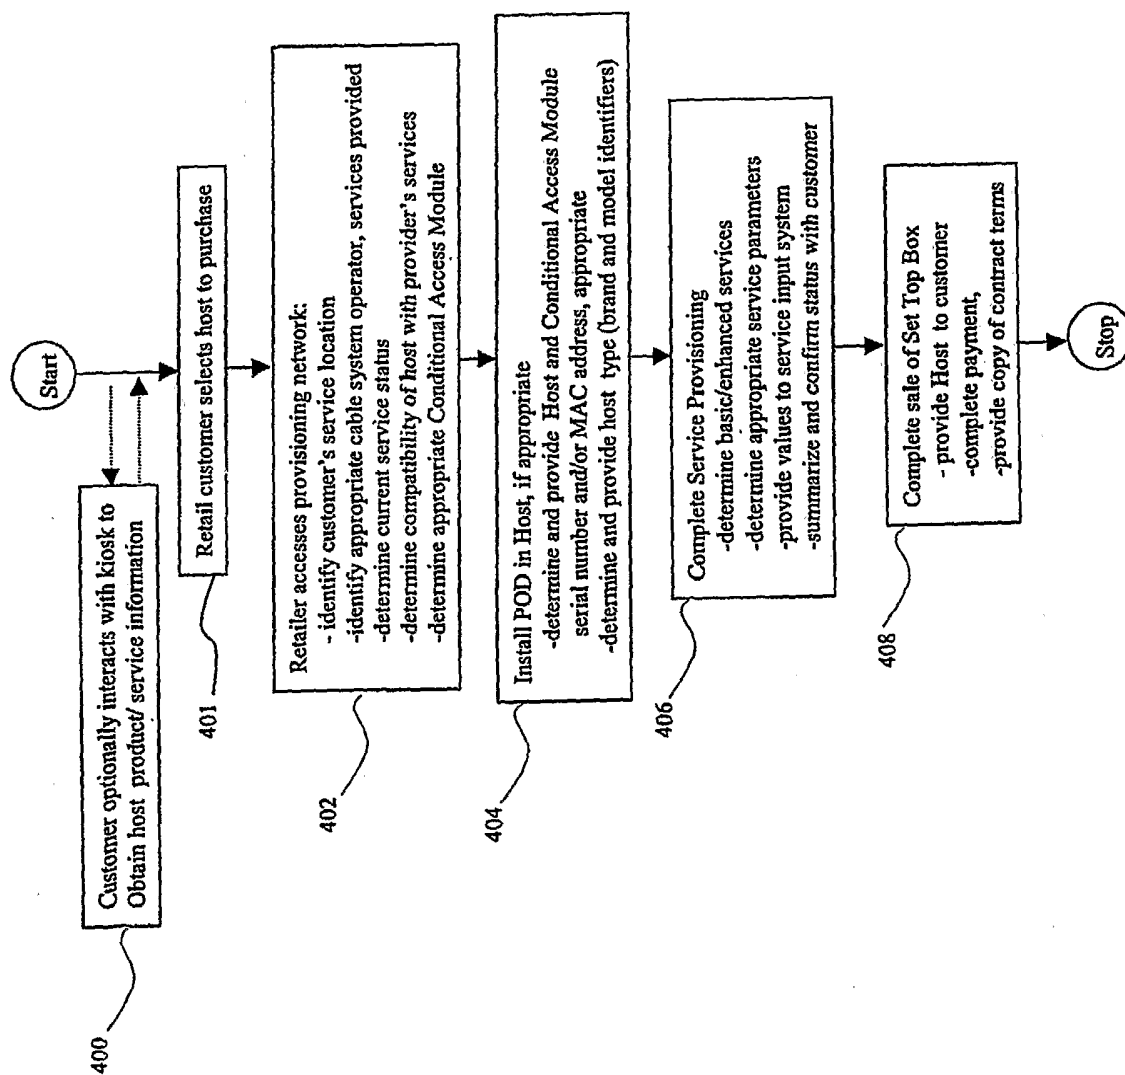 Start
Customer optionally interacts with kiosk to
Obtain host product/ service information
400
Retail customer selects host to purchase
401
Retailer accesses provisioning network:
- identify customer's service location
-identify appropriate cable system operator, services provided
-determine current service status
-determine compatibility of host with provider's services
-determine appropriate Conditional Access Module
402
Install POD in Host, if appropriate
-determine and provide Host and Conditional Access Module
serial number and/or MAC address, appropriate
-determine and provide host type (brand and model identifiers)
404
Complete Service Provisioning
-determine basic/enhanced services
-determine appropriate service parameters
-provide values to service input system
-summarize and confirm status with customer
406
Complete sale of Set Top Box
- provide Host to customer
-complete payment,
-provide copy of contract terms
408
Stop